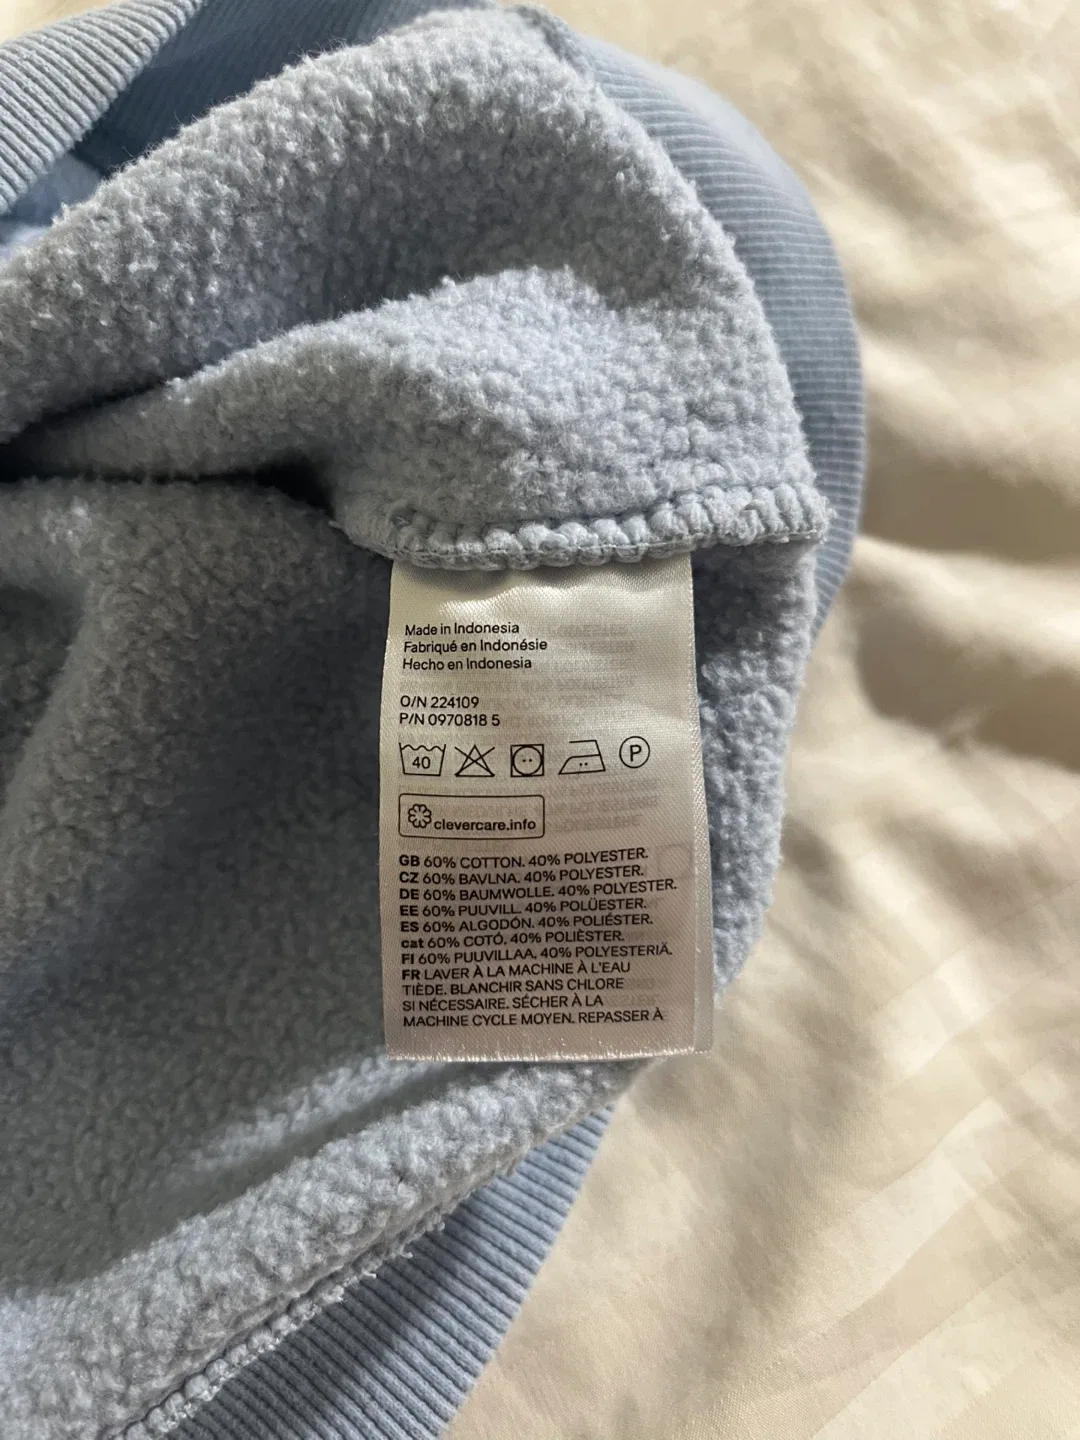 Made in Indonesia
Fabriqué en Indonésie
Hecho en Indonesia
O/N 224109
P/N 0970818 5
40 P
clevercare.info
GB 60% COTTON. 40% POLYESTER.
CZ 60% BAVLNA. 40% POLYESTER.
DE 60% BAUMWOLLE. 40% POLYESTER.
EE 60% PUUVILL. 40% POLÜESTER.
ES 60% ALGODÓN. 40% POLIÉSTER.
cat 60% COTÓ. 40% POLIÈSTER.
FI 60% PUUVILLAA. 40% POLYESTERIÄ.
FR LAVER À LA MACHINE À L'EAU
TIÈDE. BLANCHIR SANS CHLORE
SI NÉCESSAIRE. SÉCHER À LA
MACHINE CYCLE MOYEN. REPASSER À